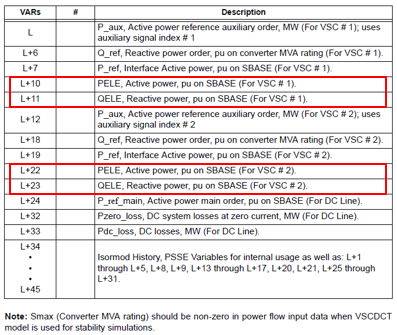 VARs # Description
L P_aux, Active power reference auxiliary order, MW (For VSC # 1); uses
auxiliary signal index # 1
L+6 Q_ref, Reactive power order, pu on converter MVA rating (For VSC # 1).
L+7 P_ref, Interface Active power, pu on SBASE (For VSC # 1).
L+10 PELE, Active power, pu on SBASE (For VSC # 1).
L+11 QELE, Reactive power, pu on SBASE (For VSC # 1).
L+12 P_aux, Active power reference auxiliary order, MW (For VSC # 2); uses
auxiliary signal index # 2
L+18 Q_ref, Reactive power order, pu on converter MVA rating (For VSC # 2).
L+19 P_ref, Interface Active power, pu on SBASE (For VSC # 2).
L+22 PELE, Active power, pu on SBASE (For VSC # 2).
L+23 QELE, Reactive power, pu on SBASE (For VSC # 2).
L+24 P_ref_main, Active power main order, pu on SBASE (For DC Line).
L+32 Pzero_loss, DC system losses at zero current, MW (For DC Line).
L+33 Pdc_loss, DC losses, MW (For DC Line).
L+34
• Isormod History, PSSE Variables for internal usage as well as: L+1
• through L+5, L+8, L+9, L+13 through L+17, L+20, L+21, L+25 through
• L+31.
L+45
Note: Smax (Converter MVA rating) should be non-zero in power flow input data when VSCDCT
model is used for stability simulations.